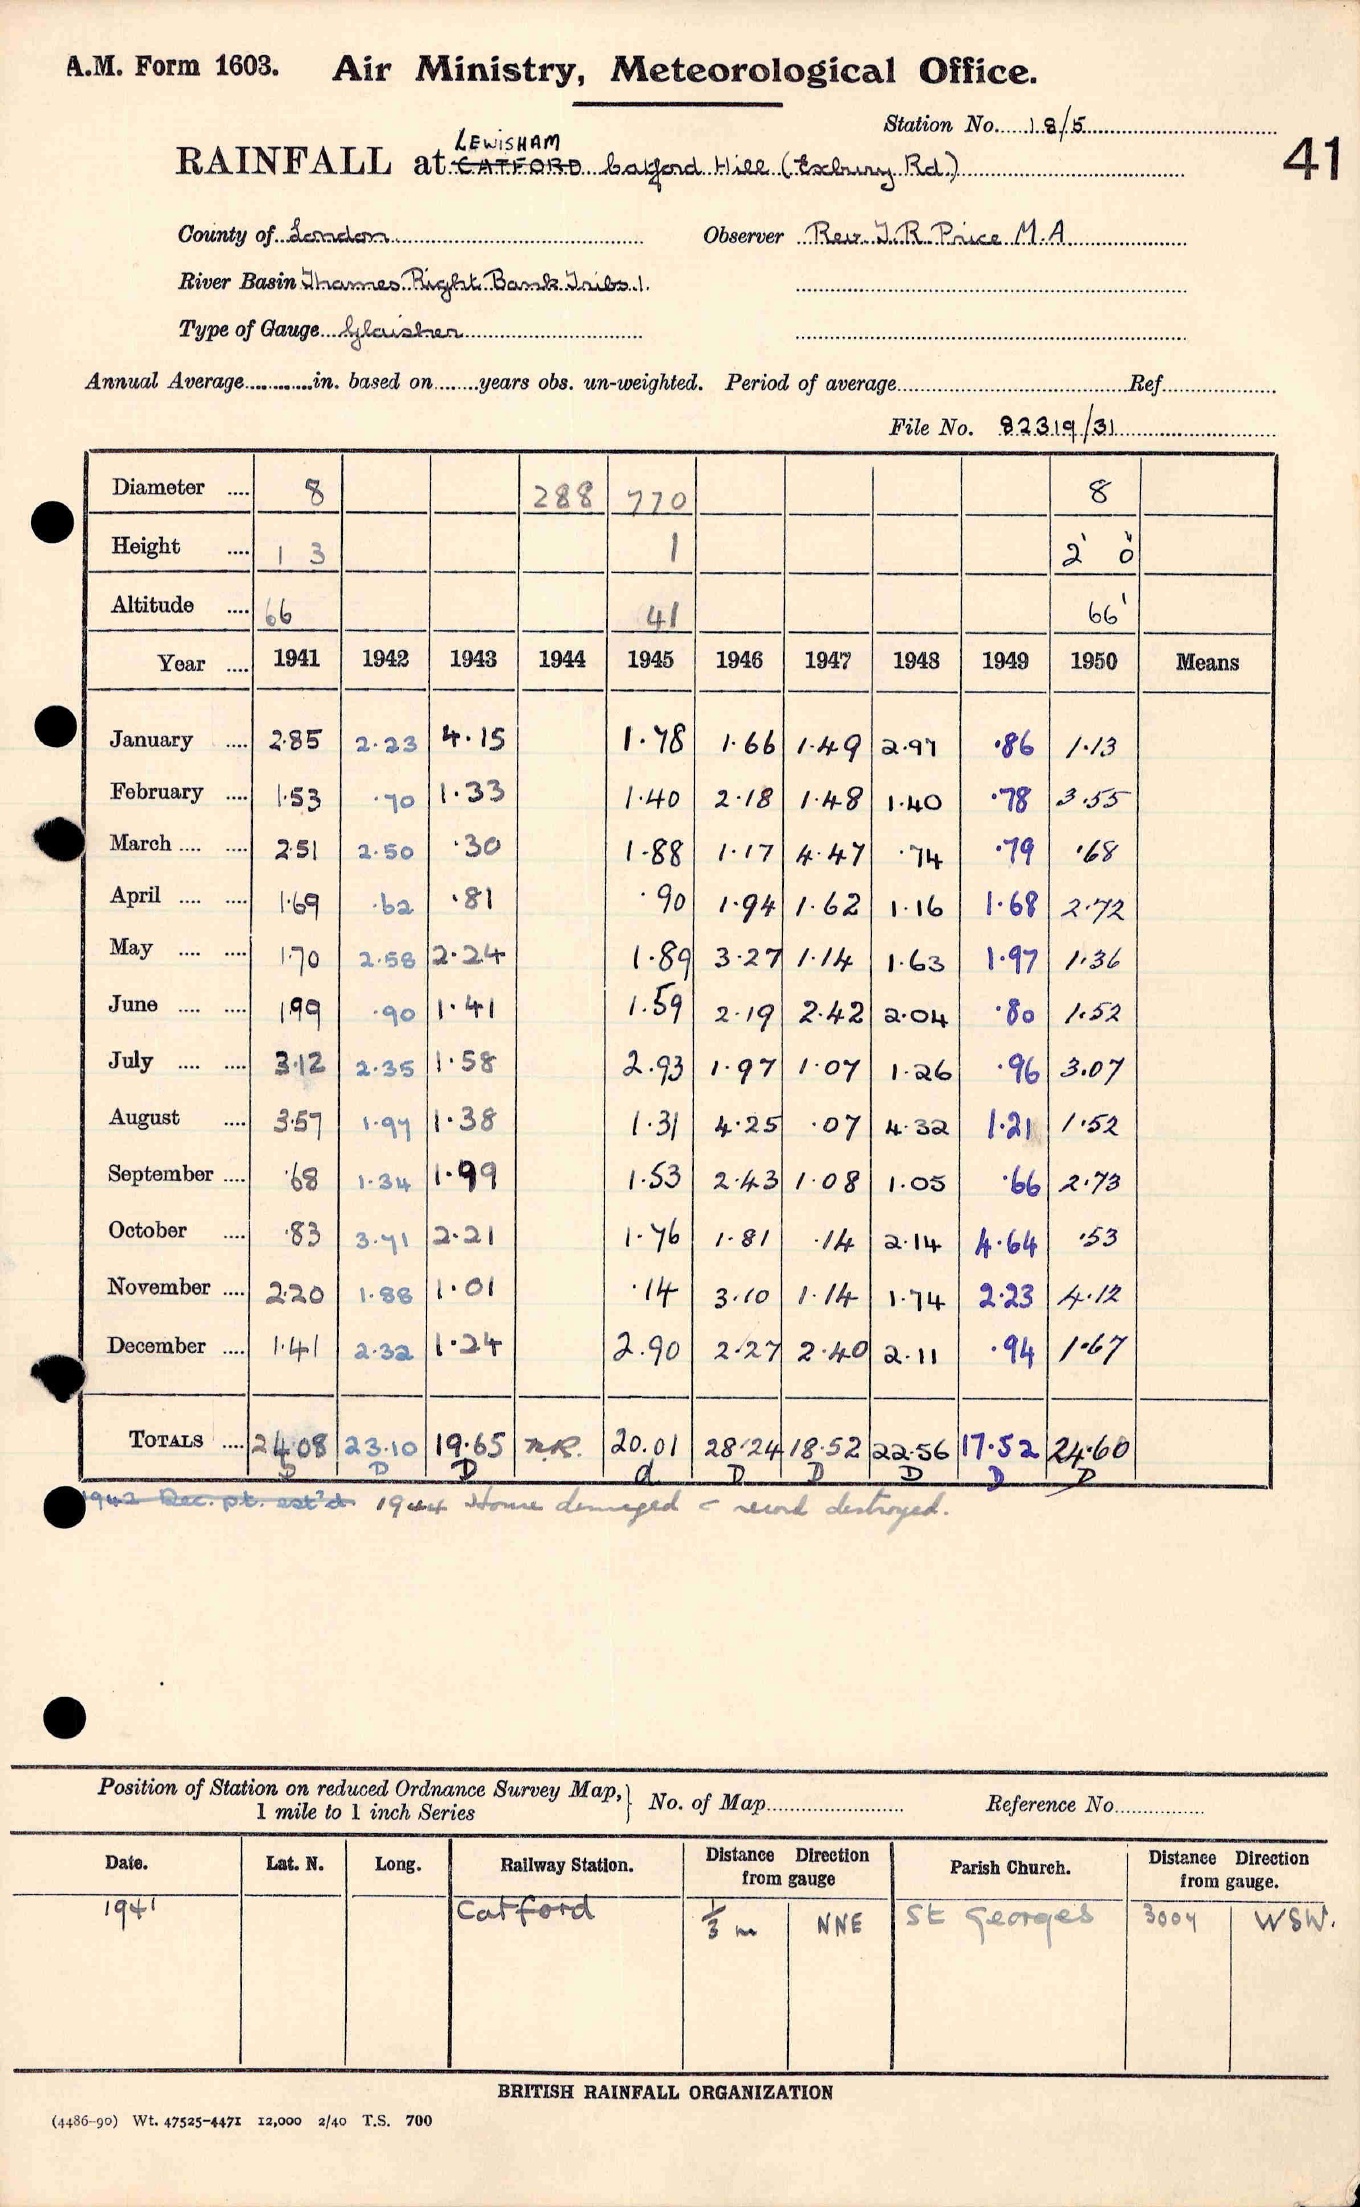 A.M. Form 1603. Air Ministry, Meteorological Office.
Station No. 18/5
41
LEWISHAM
RAINFALL at CATFORD Catford Hill (Exbury Rd.)
County of London Observer Rev. J. R. Price M.A
River Basin Thames Right Bank Tribs 1.
Type of Gauge Glaisher
Annual Average............in. based on........years obs. un-weighted. Period of average........ Ref........
File No. 82319/31
Diameter .... 8 288 770 8
Height .... 1 3 1 2' 0"
Altitude .... 66 41 66'
Year .... 1941 1942 1943 1944 1945 1946 1947 1948 1949 1950 Means
January .... 2.85 2.23 4.15 1.78 1.66 1.49 2.97 .86 1.13
February .... 1.53 .70 1.33 1.40 2.18 1.48 1.40 .78 3.55
March .... .... 2.51 2.50 .30 1.88 1.17 4.47 .74 .79 .68
April .... .... 1.69 .62 .81 .90 1.94 1.62 1.16 1.68 2.72
May .... .... 1.70 2.58 2.24 1.89 3.27 1.14 1.63 1.97 1.36
June .... .... 1.99 .90 1.41 1.59 2.19 2.42 2.04 .80 1.52
July .... .... 3.12 2.35 1.58 2.93 1.97 1.07 1.26 .96 3.07
August .... 3.57 1.97 1.38 1.31 4.25 .07 4.32 1.21 1.52
September .... .68 1.34 1.99 1.53 2.43 1.08 1.05 .66 2.73
October .... .83 3.71 2.21 1.76 1.81 .14 2.14 4.64 .53
November .... 2.20 1.88 1.01 .14 3.10 1.14 1.74 2.23 4.12
December .... 1.41 2.32 1.24 2.90 2.27 2.40 2.11 .94 1.67
TOTALS .... 24.08 23.10 19.65 N.R. 20.01 28.24 18.52 22.56 17.52 24.60
D D D d D D D D D
1942 Dec. pt. est'd. 1944 House damaged & record destroyed.
Position of Station on reduced Ordnance Survey Map, } No. of Map........ Reference No........
1 mile to 1 inch Series
Date. Lat. N. Long. Railway Station. Distance Direction from gauge Parish Church. Distance Direction from gauge.
1941 Catford 1/3 m NNE St Georges 300y WSW.
BRITISH RAINFALL ORGANIZATION
(4486-90) Wt. 47525-4471 12,000 2/40 T.S. 700